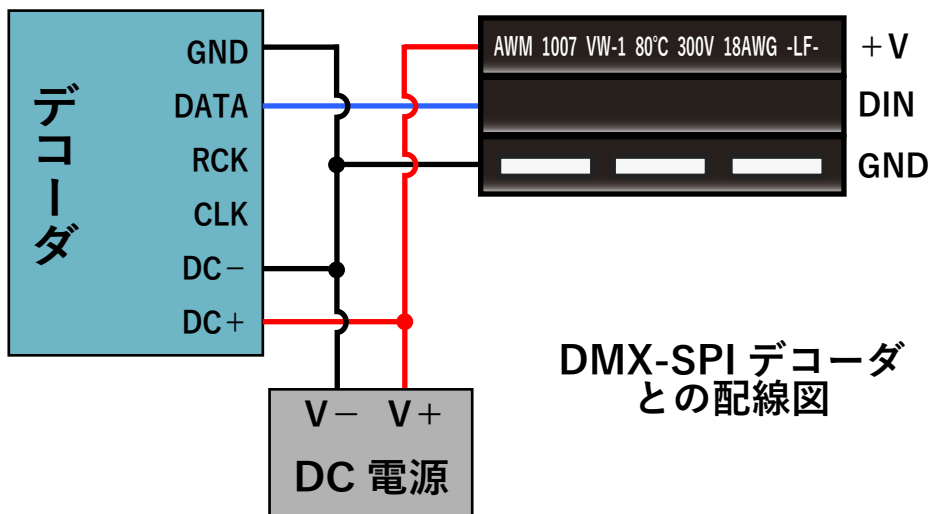 デコーダ
GND
DATA
RCK
CLK
DC−
DC+
AWM 1007 VW-1 80℃ 300V 18AWG -LF-
+V
DIN
GND
DMX-SPI デコーダ
との配線図
V− V+
DC 電源